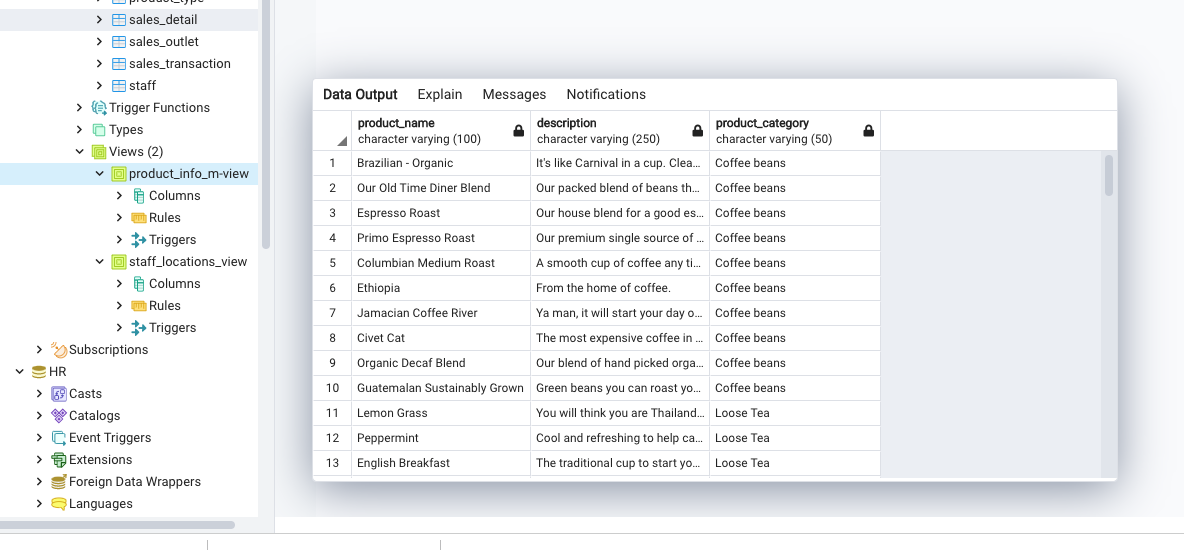 product_type
sales_detail
sales_outlet
sales_transaction
staff
Trigger Functions
Types
Views (2)
product_info_m-view
Columns
Rules
Triggers
staff_locations_view
Columns
Rules
Triggers
Subscriptions
HR
Casts
Catalogs
Event Triggers
Extensions
Foreign Data Wrappers
Languages
Data Output Explain Messages Notifications
product_name description product_category
character varying (100) character varying (250) character varying (50)
1 Brazilian - Organic It's like Carnival in a cup. Clea... Coffee beans
2 Our Old Time Diner Blend Our packed blend of beans th... Coffee beans
3 Espresso Roast Our house blend for a good es... Coffee beans
4 Primo Espresso Roast Our premium single source of ... Coffee beans
5 Columbian Medium Roast A smooth cup of coffee any ti... Coffee beans
6 Ethiopia From the home of coffee. Coffee beans
7 Jamacian Coffee River Ya man, it will start your day o... Coffee beans
8 Civet Cat The most expensive coffee in ... Coffee beans
9 Organic Decaf Blend Our blend of hand picked orga... Coffee beans
10 Guatemalan Sustainably Grown Green beans you can roast yo... Coffee beans
11 Lemon Grass You will think you are Thailand... Loose Tea
12 Peppermint Cool and refreshing to help ca... Loose Tea
13 English Breakfast The traditional cup to start yo... Loose Tea